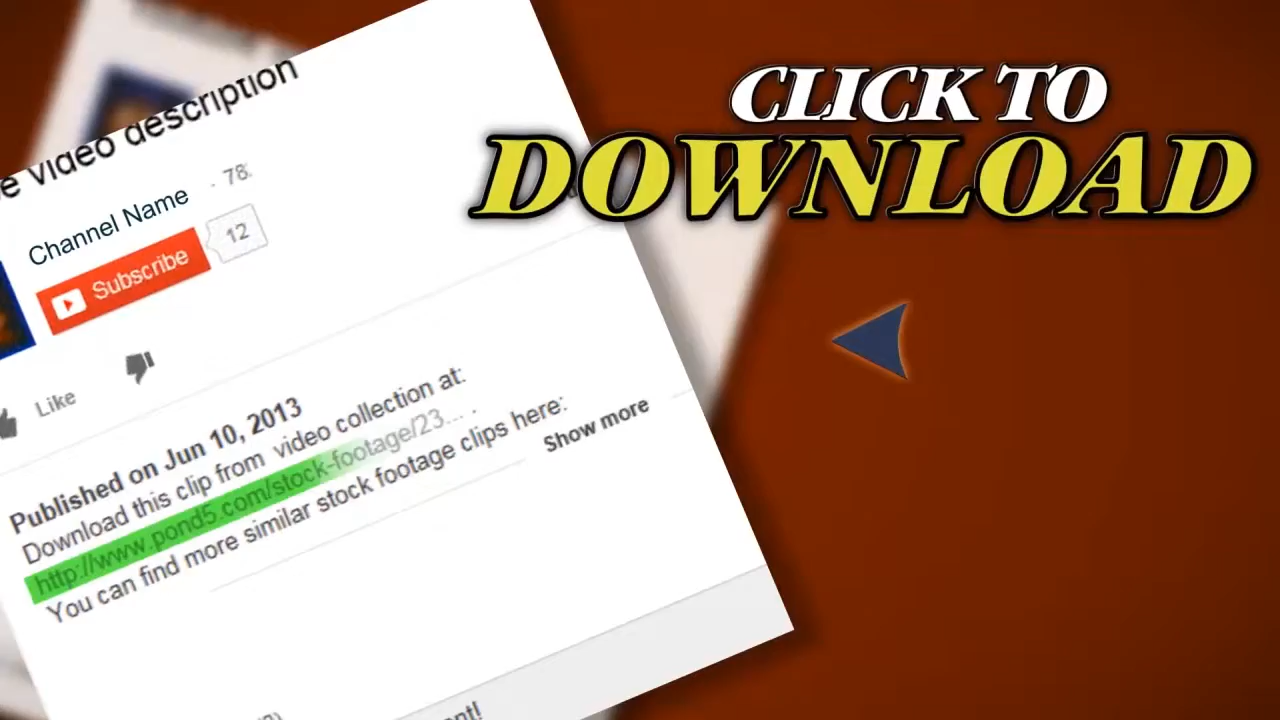 CLICK TO
DOWNLOAD
e video description
Channel Name
Subscribe
12
Like
Published on Jun 10, 2013
Download this clip from video collection at:
http://www.pond5.com/stock-footage/23...
You can find more similar stock footage clips here:
Show more